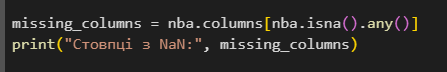 missing_columns = nba.columns[nba.isna().any()]
print("Стовпці з NaN:", missing_columns)